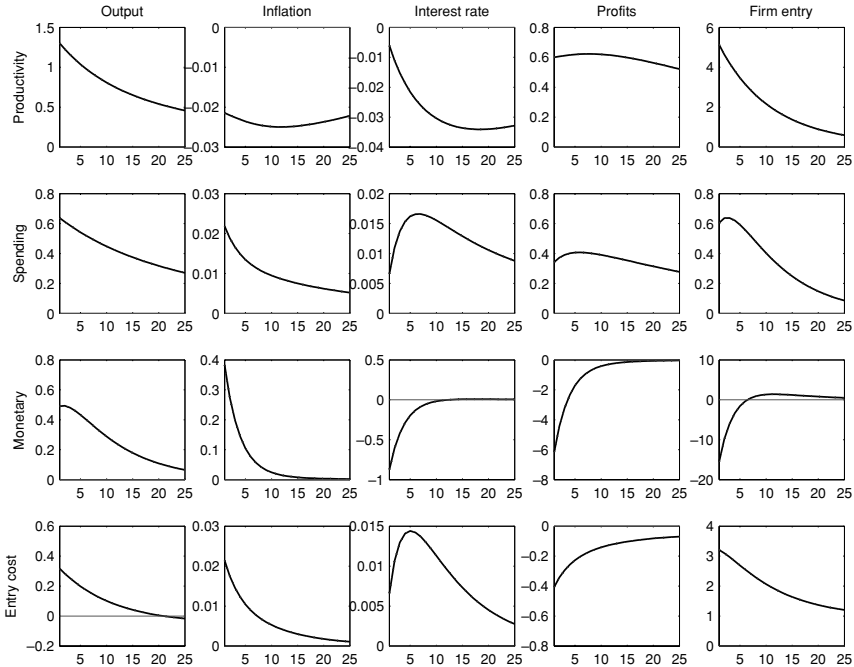 Output Inflation Interest rate Profits Firm entry
Productivity
1.5 0 0 0.8 6
1 −0.01 −0.01 0.6 4
0.5 −0.02 −0.02 0.4 2
−0.03 0.2
0 −0.03 −0.04 0 0
5 10 15 20 25 5 10 15 20 25 5 10 15 20 25 5 10 15 20 25 5 10 15 20 25
Spending
0.8 0.03 0.02 0.8 0.8
0.6 0.02 0.015 0.6 0.6
0.4 0.01 0.01 0.4 0.4
0.2 0.005 0.2 0.2
0 0 0 0 0
5 10 15 20 25 5 10 15 20 25 5 10 15 20 25 5 10 15 20 25 5 10 15 20 25
Monetary
0.8 0.4 0.5 0 10
0.6 0.3 0 −2 0
0.4 0.2 −0.5 −4 −10
0.2 0.1 −6
0 0 −1 −8 −20
5 10 15 20 25 5 10 15 20 25 5 10 15 20 25 5 10 15 20 25 5 10 15 20 25
Entry cost
0.6 0.03 0.015 0 4
0.4 0.02 0.01 −0.2 3
0.2 0.01 0.005 −0.4 2
0 −0.6 1
−0.2 0 0 −0.8 0
5 10 15 20 25 5 10 15 20 25 5 10 15 20 25 5 10 15 20 25 5 10 15 20 25